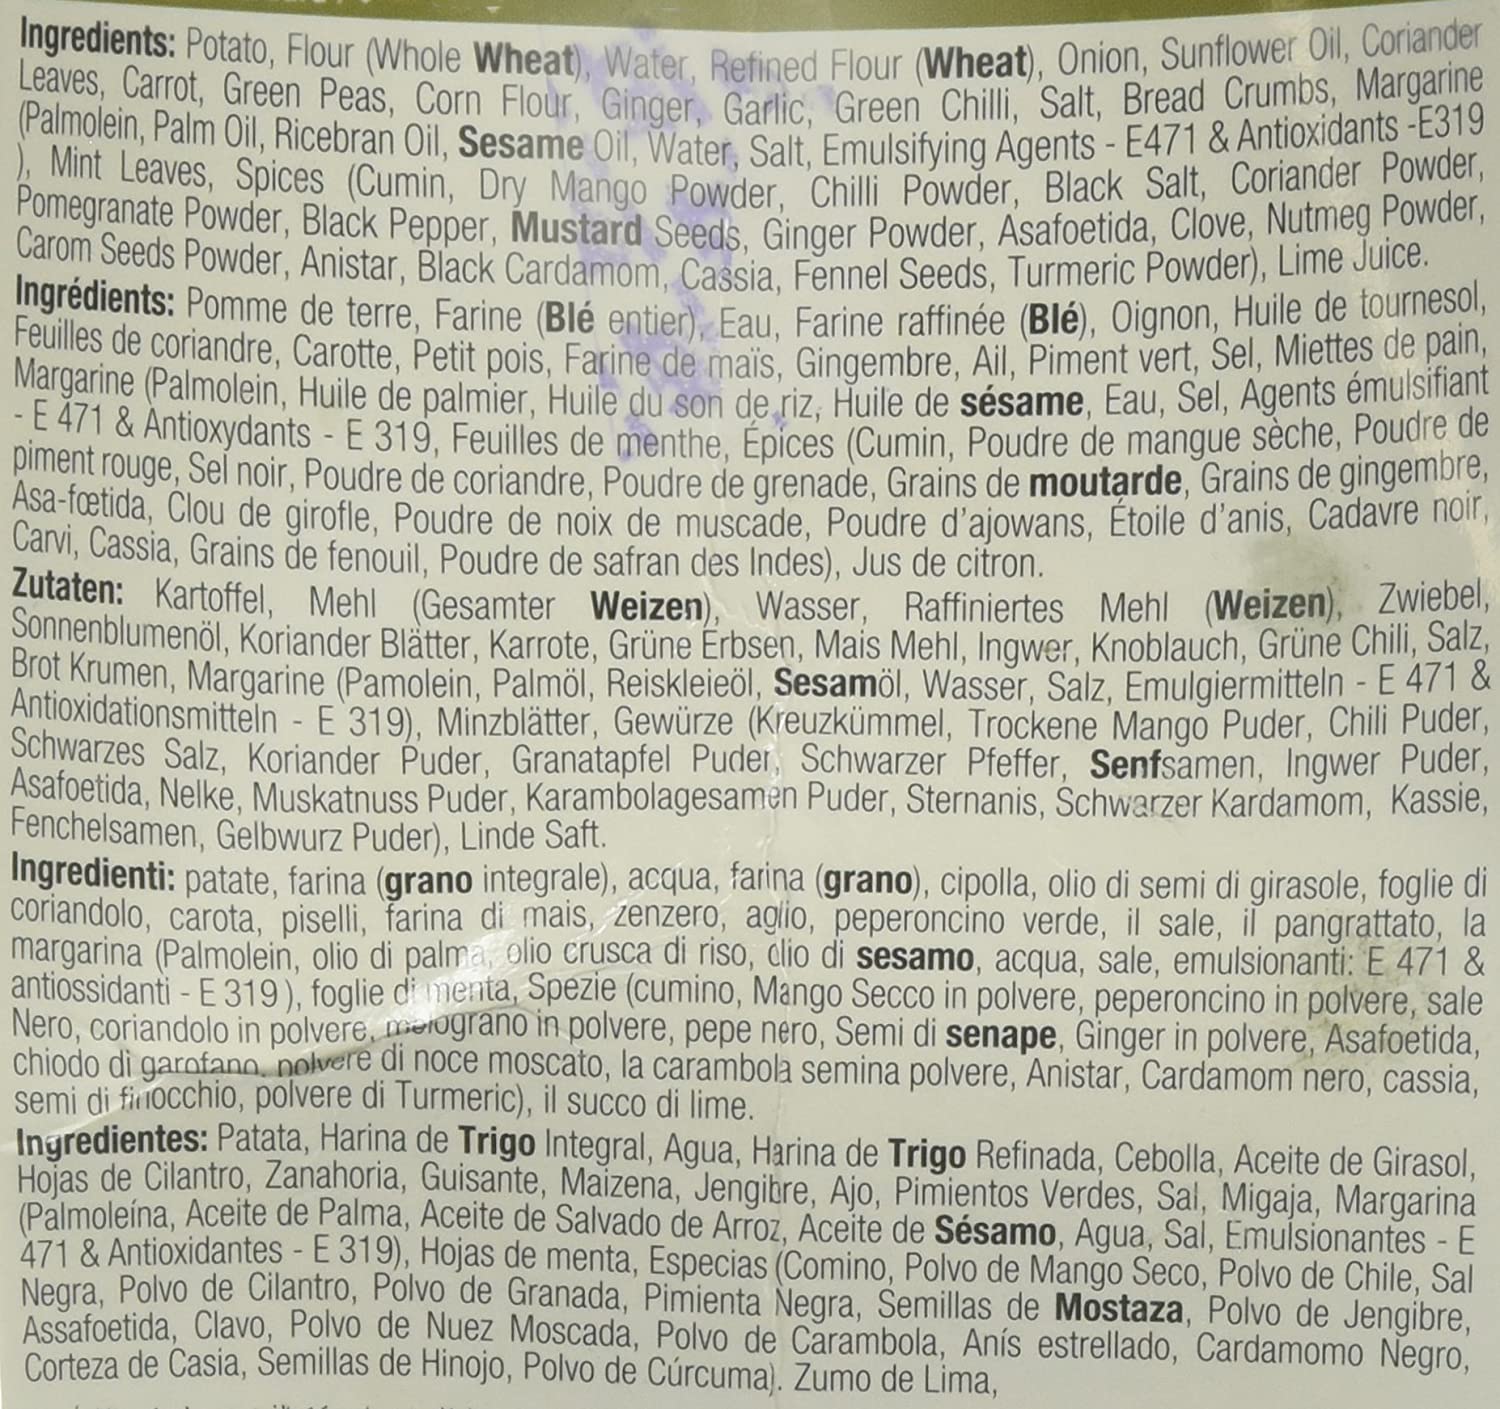 Ingredients: Potato, Flour (Whole Wheat), Water, Refined Flour (Wheat), Onion, Sunflower Oil, Coriander
Leaves, Carrot, Green Peas, Corn Flour, Ginger, Garlic, Green Chilli, Salt, Bread Crumbs, Margarine
(Palmolein, Palm Oil, Ricebran Oil, Sesame Oil, Water, Salt, Emulsifying Agents - E471 & Antioxidants -E319
), Mint Leaves, Spices (Cumin, Dry Mango Powder, Chilli Powder, Black Salt, Coriander Powder,
Pomegranate Powder, Black Pepper, Mustard Seeds, Ginger Powder, Asafoetida, Clove, Nutmeg Powder,
Carom Seeds Powder, Anistar, Black Cardamom, Cassia, Fennel Seeds, Turmeric Powder), Lime Juice.
Ingrédients: Pomme de terre, Farine (Blé entier), Eau, Farine raffinée (Blé), Oignon, Huile de tournesol,
Feuilles de coriandre, Carotte, Petit pois, Farine de maïs, Gingembre, Ail, Piment vert, Sel, Miettes de pain,
Margarine (Palmolein, Huile de palmier, Huile du son de riz, Huile de sésame, Eau, Sel, Agents émulsifiant
- E 471 & Antioxydants - E 319, Feuilles de menthe, Épices (Cumin, Poudre de mangue sèche, Poudre de
piment rouge, Sel noir, Poudre de coriandre, Poudre de grenade, Grains de moutarde, Grains de gingembre,
Asa-fœtida, Clou de girofle, Poudre de noix de muscade, Poudre d'ajowans, Étoile d'anis, Cadavre noir,
Carvi, Cassia, Grains de fenouil, Poudre de safran des Indes), Jus de citron.
Zutaten: Kartoffel, Mehl (Gesamter Weizen), Wasser, Raffiniertes Mehl (Weizen), Zwiebel,
Sonnenblumenöl, Koriander Blätter, Karrote, Grüne Erbsen, Mais Mehl, Ingwer, Knoblauch, Grüne Chili, Salz,
Brot Krumen, Margarine (Pamolein, Palmöl, Reiskleieöl, Sesamöl, Wasser, Salz, Emulgiermitteln - E 471 &
Antioxidationsmitteln - E 319), Minzblätter, Gewürze (Kreuzkümmel, Trockene Mango Puder, Chili Puder,
Schwarzes Salz, Koriander Puder, Granatapfel Puder, Schwarzer Pfeffer, Senfsamen, Ingwer Puder,
Asafoetida, Nelke, Muskatnuss Puder, Karambolagesamen Puder, Sternanis, Schwarzer Kardamom, Kassie,
Fenchelsamen, Gelbwurz Puder), Linde Saft.
Ingredienti: patate, farina (grano integrale), acqua, farina (grano), cipolla, olio di semi di girasole, foglie di
coriandolo, carota, piselli, farina di mais, zenzero, aglio, peperoncino verde, il sale, il pangrattato, la
margarina (Palmolein, olio di palma, olio crusca di riso, olio di sesamo, acqua, sale, emulsionanti: E 471 &
antiossidanti - E 319 ), foglie di menta, Spezie (cumino, Mango Secco in polvere, peperoncino in polvere, sale
Nero, coriandolo in polvere, melograno in polvere, pepe nero, Semi di senape, Ginger in polvere, Asafoetida,
chiodo di garofano, polvere di noce moscato, la carambola semina polvere, Anistar, Cardamom nero, cassia,
semi di finocchio, polvere di Turmeric), il succo di lime.
Ingredientes: Patata, Harina de Trigo Integral, Agua, Harina de Trigo Refinada, Cebolla, Aceite de Girasol,
Hojas de Cilantro, Zanahoria, Guisante, Maizena, Jengibre, Ajo, Pimientos Verdes, Sal, Migaja, Margarina
(Palmoleína, Aceite de Palma, Aceite de Salvado de Arroz, Aceite de Sésamo, Agua, Sal, Emulsionantes - E
471 & Antioxidantes - E 319), Hojas de menta, Especias (Comino, Polvo de Mango Seco, Polvo de Chile, Sal
Negra, Polvo de Cilantro, Polvo de Granada, Pimienta Negra, Semillas de Mostaza, Polvo de Jengibre,
Assafoetida, Clavo, Polvo de Nuez Moscada, Polvo de Carambola, Anís estrellado, Cardamomo Negro,
Corteza de Casia, Semillas de Hinojo, Polvo de Cúrcuma). Zumo de Lima,